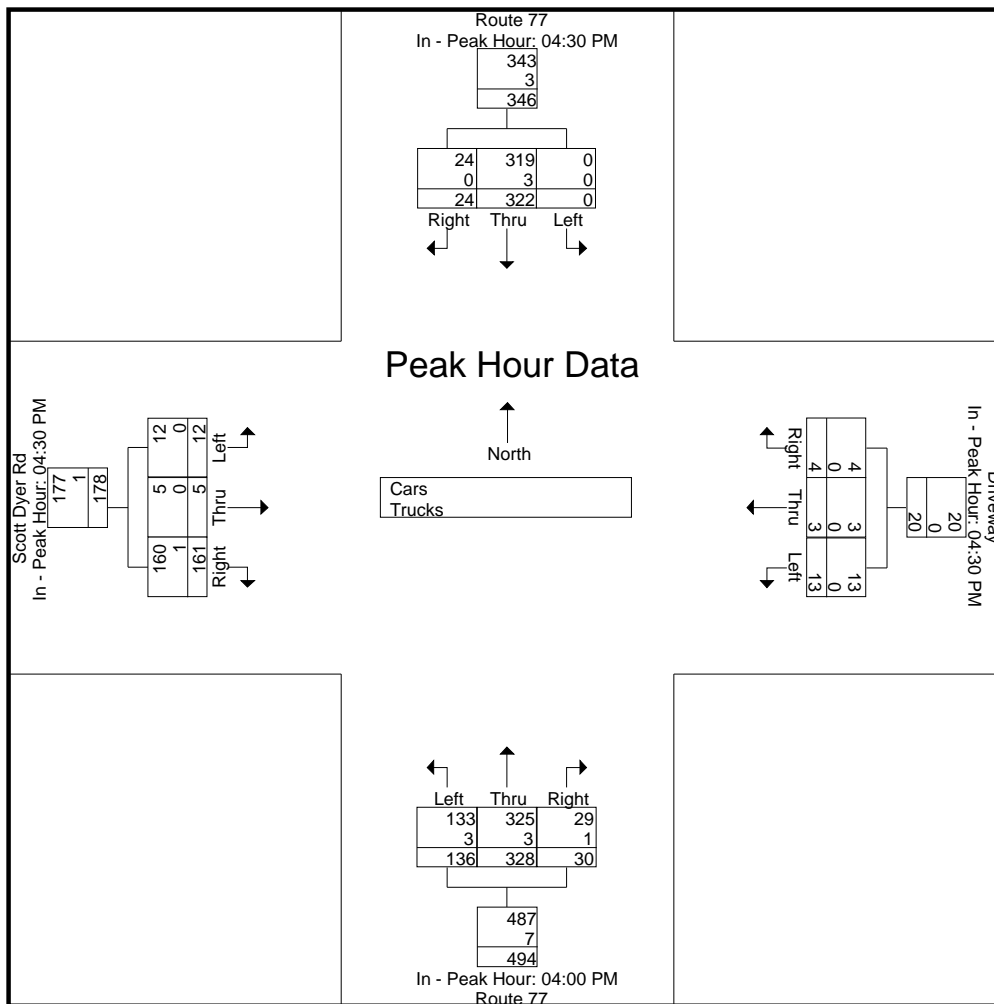 Route 77
In - Peak Hour: 04:30 PM
343
3
346
24 319 0
0 3 0
24 322 0
Right Thru Left
Peak Hour Data
North
Cars
Trucks
Scott Dyer Rd
In - Peak Hour: 04:30 PM
177
1
178
12 0 12
Left
5 0 5
Thru
160 1 161
Right
Right
4 0 4
Thru
3 0 3
Left
13 0 13
20
0
20
In - Peak Hour: 04:30 PM
Driveway
Left Thru Right
133 325 29
3 3 1
136 328 30
487
7
494
In - Peak Hour: 04:00 PM
Route 77